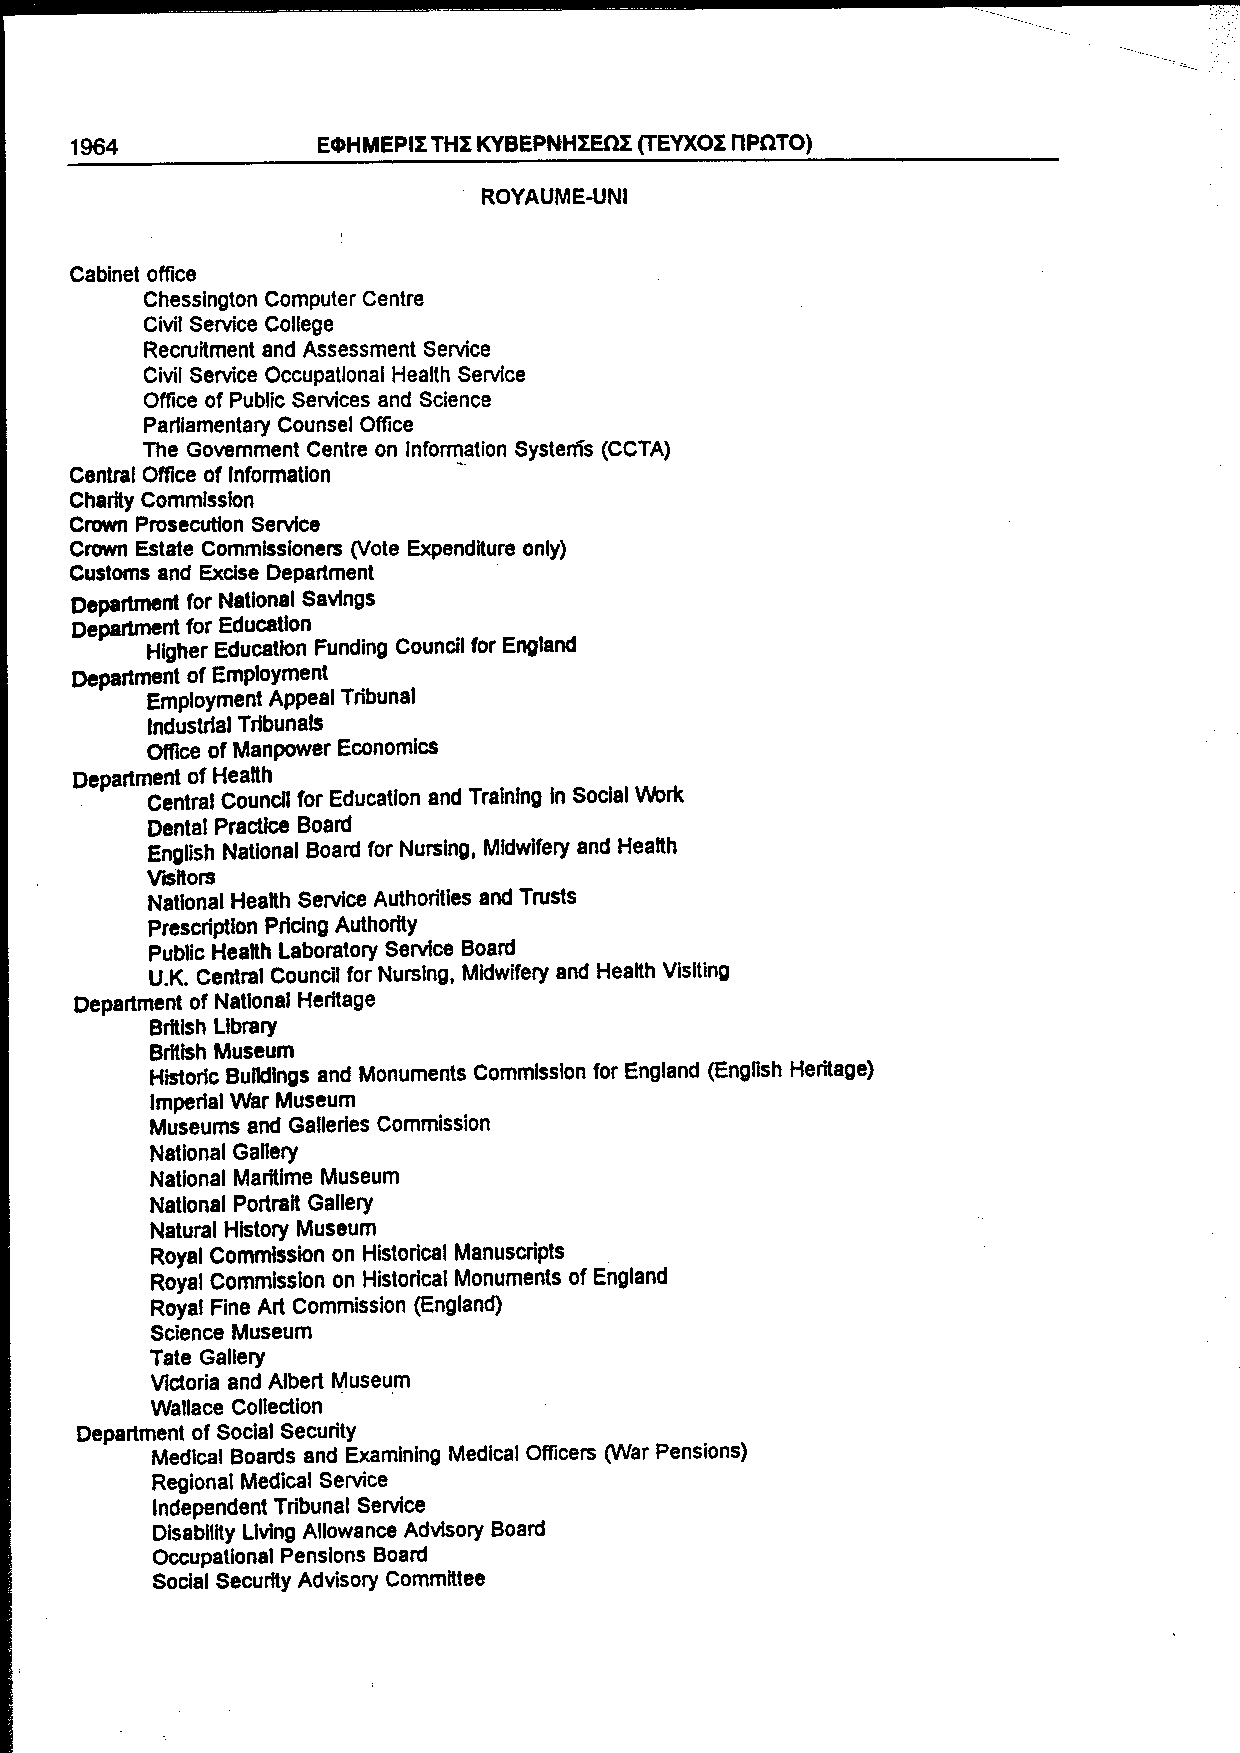 1964 ΕΦΗΜΕΡΙΣ ΤΗΣ ΚΥΒΕΡΝΗΣΕΩΣ (ΤΕΥΧΟΣ ΠΡΩΤΟ)
ROYAUME-UNI
Cabinet office
Chessington Computer Centre
Civil Service College
Recruitment and Assessment Service
Civil Service Occupational Health Service
Office of Public Services and Science
Parliamentary Counsel Office
The Government Centre on Information Systems (CCTA)
Central Office of Information
Charity Commission
Crown Prosecution Service
Crown Estate Commissioners (Vote Expenditure only)
Customs and Excise Department
Department for National Savings
Department for Education
Higher Education Funding Council for England
Department of Employment
Employment Appeal Tribunal
Industrial Tribunals
Office of Manpower Economics
Department of Health
Central Council for Education and Training in Social Work
Dental Practice Board
English National Board for Nursing, Midwifery and Health
Visitors
National Health Service Authorities and Trusts
Prescription Pricing Authority
Public Health Laboratory Service Board
U.K. Central Council for Nursing, Midwifery and Health Visiting
Department of National Heritage
British Library
British Museum
Historic Buildings and Monuments Commission for England (English Heritage)
Imperial War Museum
Museums and Galleries Commission
National Gallery
National Maritime Museum
National Portrait Gallery
Natural History Museum
Royal Commission on Historical Manuscripts
Royal Commission on Historical Monuments of England
Royal Fine Art Commission (England)
Science Museum
Tate Gallery
Victoria and Albert Museum
Wallace Collection
Department of Social Security
Medical Boards and Examining Medical Officers (War Pensions)
Regional Medical Service
Independent Tribunal Service
Disability Living Allowance Advisory Board
Occupational Pensions Board
Social Security Advisory Committee